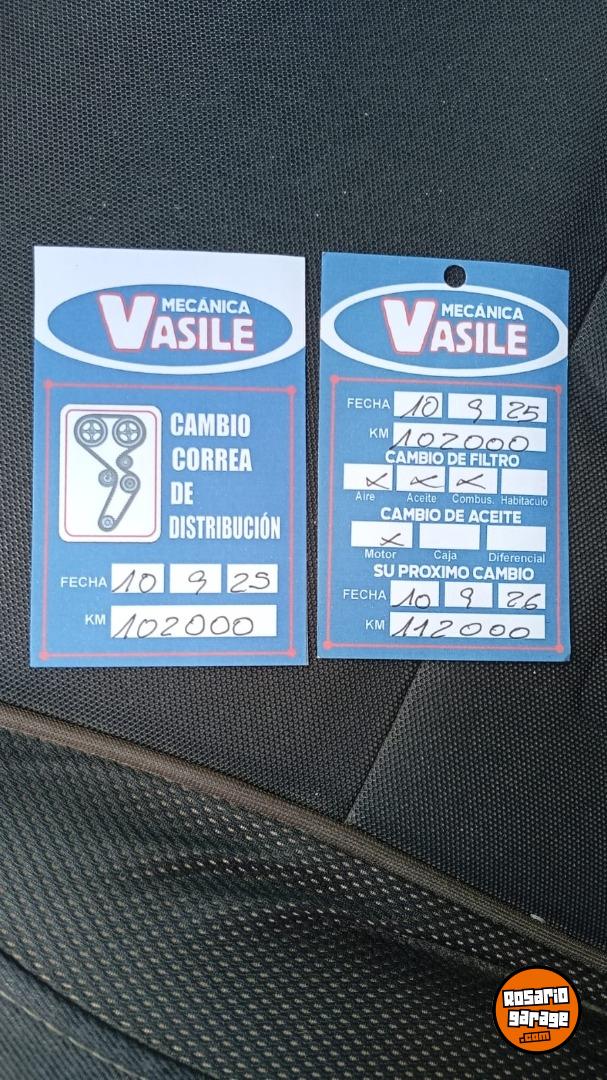 MECÁNICA
VASILE
CAMBIO
CORREA
DE
DISTRIBUCIÓN
FECHA 10 9 25
KM 102000
MECÁNICA
VASILE
FECHA 10 9 25
KM 102000
CAMBIO DE FILTRO
x x x
Aire Aceite Combus. Habitaculo
CAMBIO DE ACEITE
x
Motor Caja Diferencial
SU PROXIMO CAMBIO
FECHA 10 9 26
KM 112000
Rosario
garage
.com